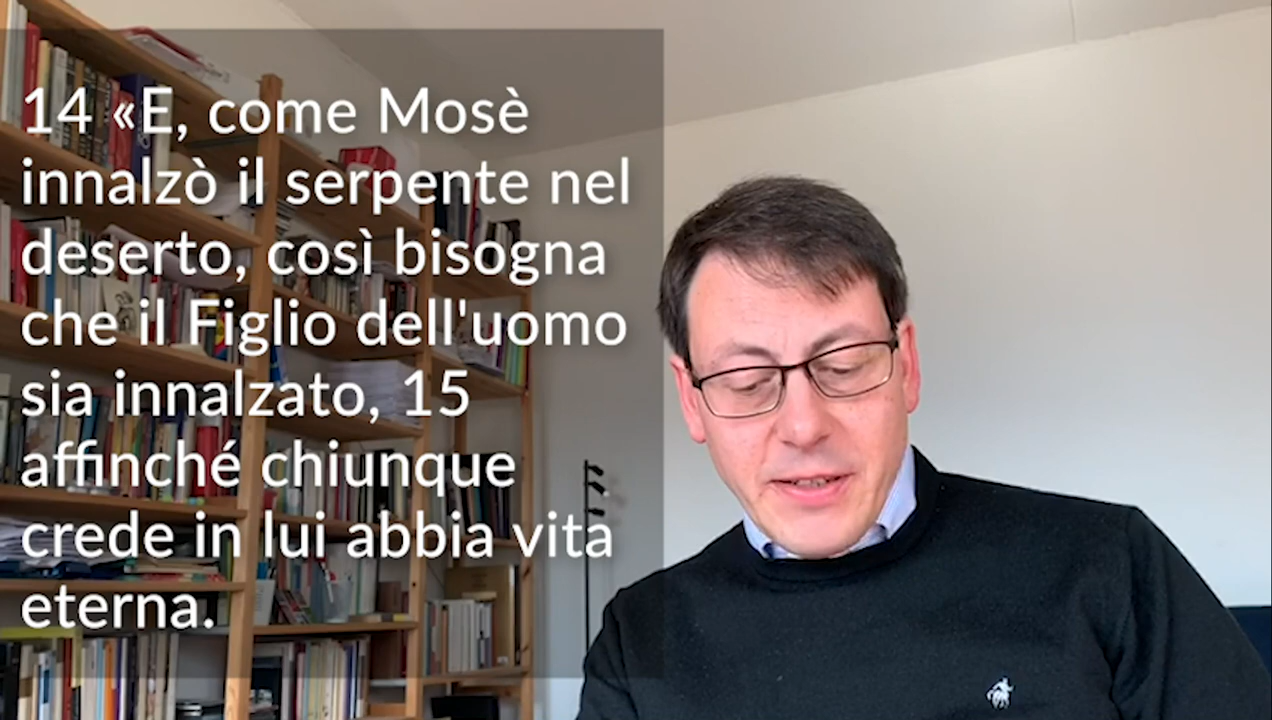 14 «E, come Mosè
innalzò il serpente nel
deserto, così bisogna
che il Figlio dell'uomo
sia innalzato, 15
affinché chiunque
crede in lui abbia vita
eterna.